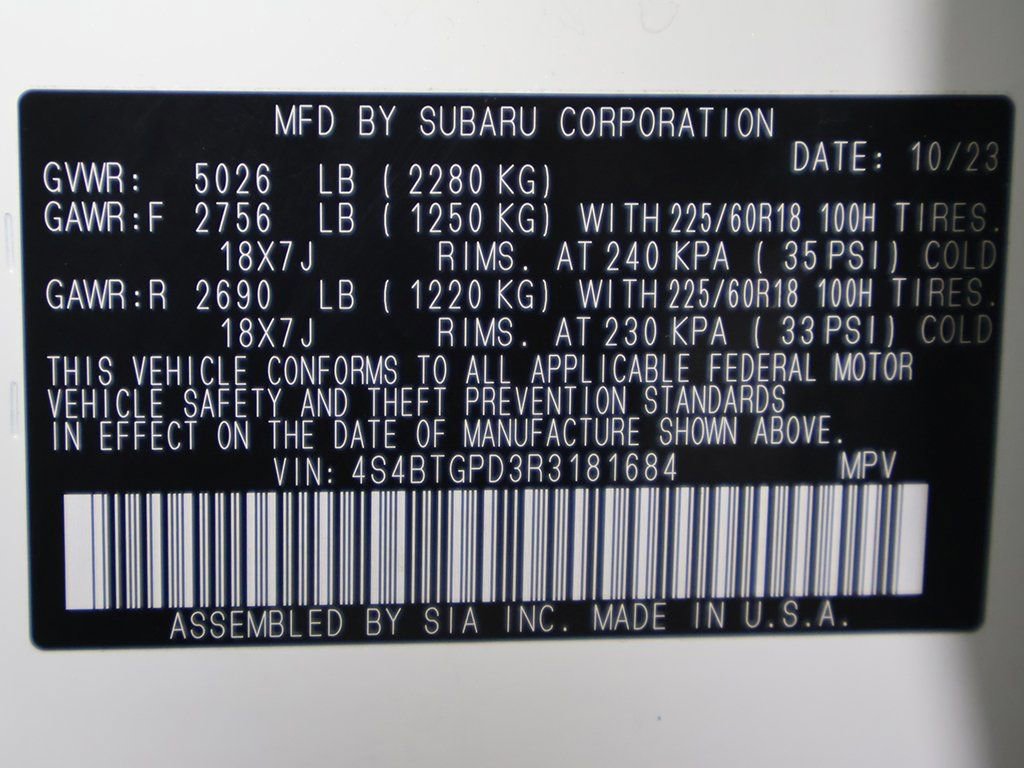 MFD BY SUBARU CORPORATION
DATE: 10/23
GVWR: 5026 LB ( 2280 KG)
GAWR:F 2756 LB ( 1250 KG) WITH 225/60R18 100H TIRES.
18X7J RIMS. AT 240 KPA ( 35 PSI) COLD
GAWR:R 2690 LB ( 1220 KG) WITH 225/60R18 100H TIRES.
18X7J RIMS. AT 230 KPA ( 33 PSI) COLD
THIS VEHICLE CONFORMS TO ALL APPLICABLE FEDERAL MOTOR
VEHICLE SAFETY AND THEFT PREVENTION STANDARDS
IN EFFECT ON THE DATE OF MANUFACTURE SHOWN ABOVE.
VIN: 4S4BTGPD3R3181684 MPV
ASSEMBLED BY SIA INC. MADE IN U.S.A.